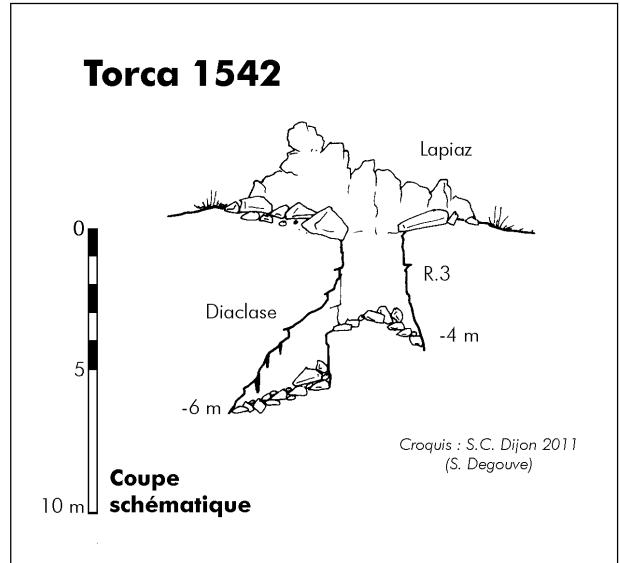 Torca 1542
Lapiaz
0
R.3
Diaclase
-4 m
5
-6 m
Croquis : S.C. Dijon 2011
(S. Degouve)
Coupe
schématique
10 m